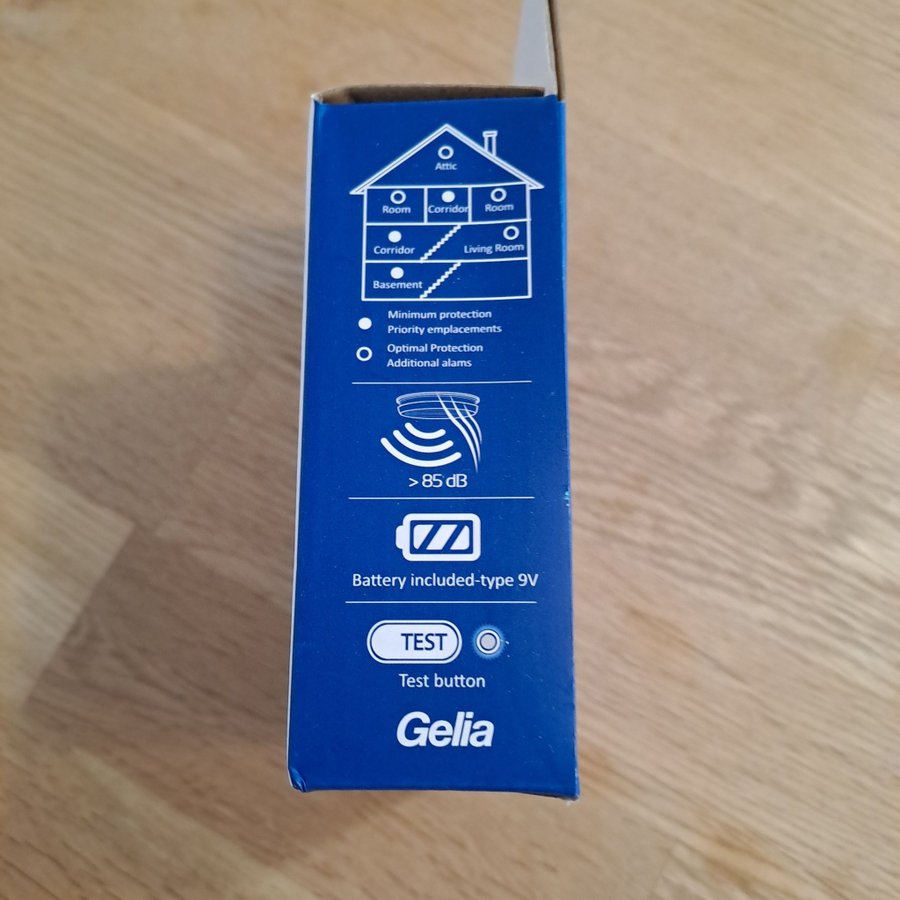 Attic
Room Corridor Room
Corridor Living Room
Basement
Minimum protection
Priority emplacements
Optimal Protection
Additional alams
> 85 dB
Battery included-type 9V
TEST
Test button
Gelia